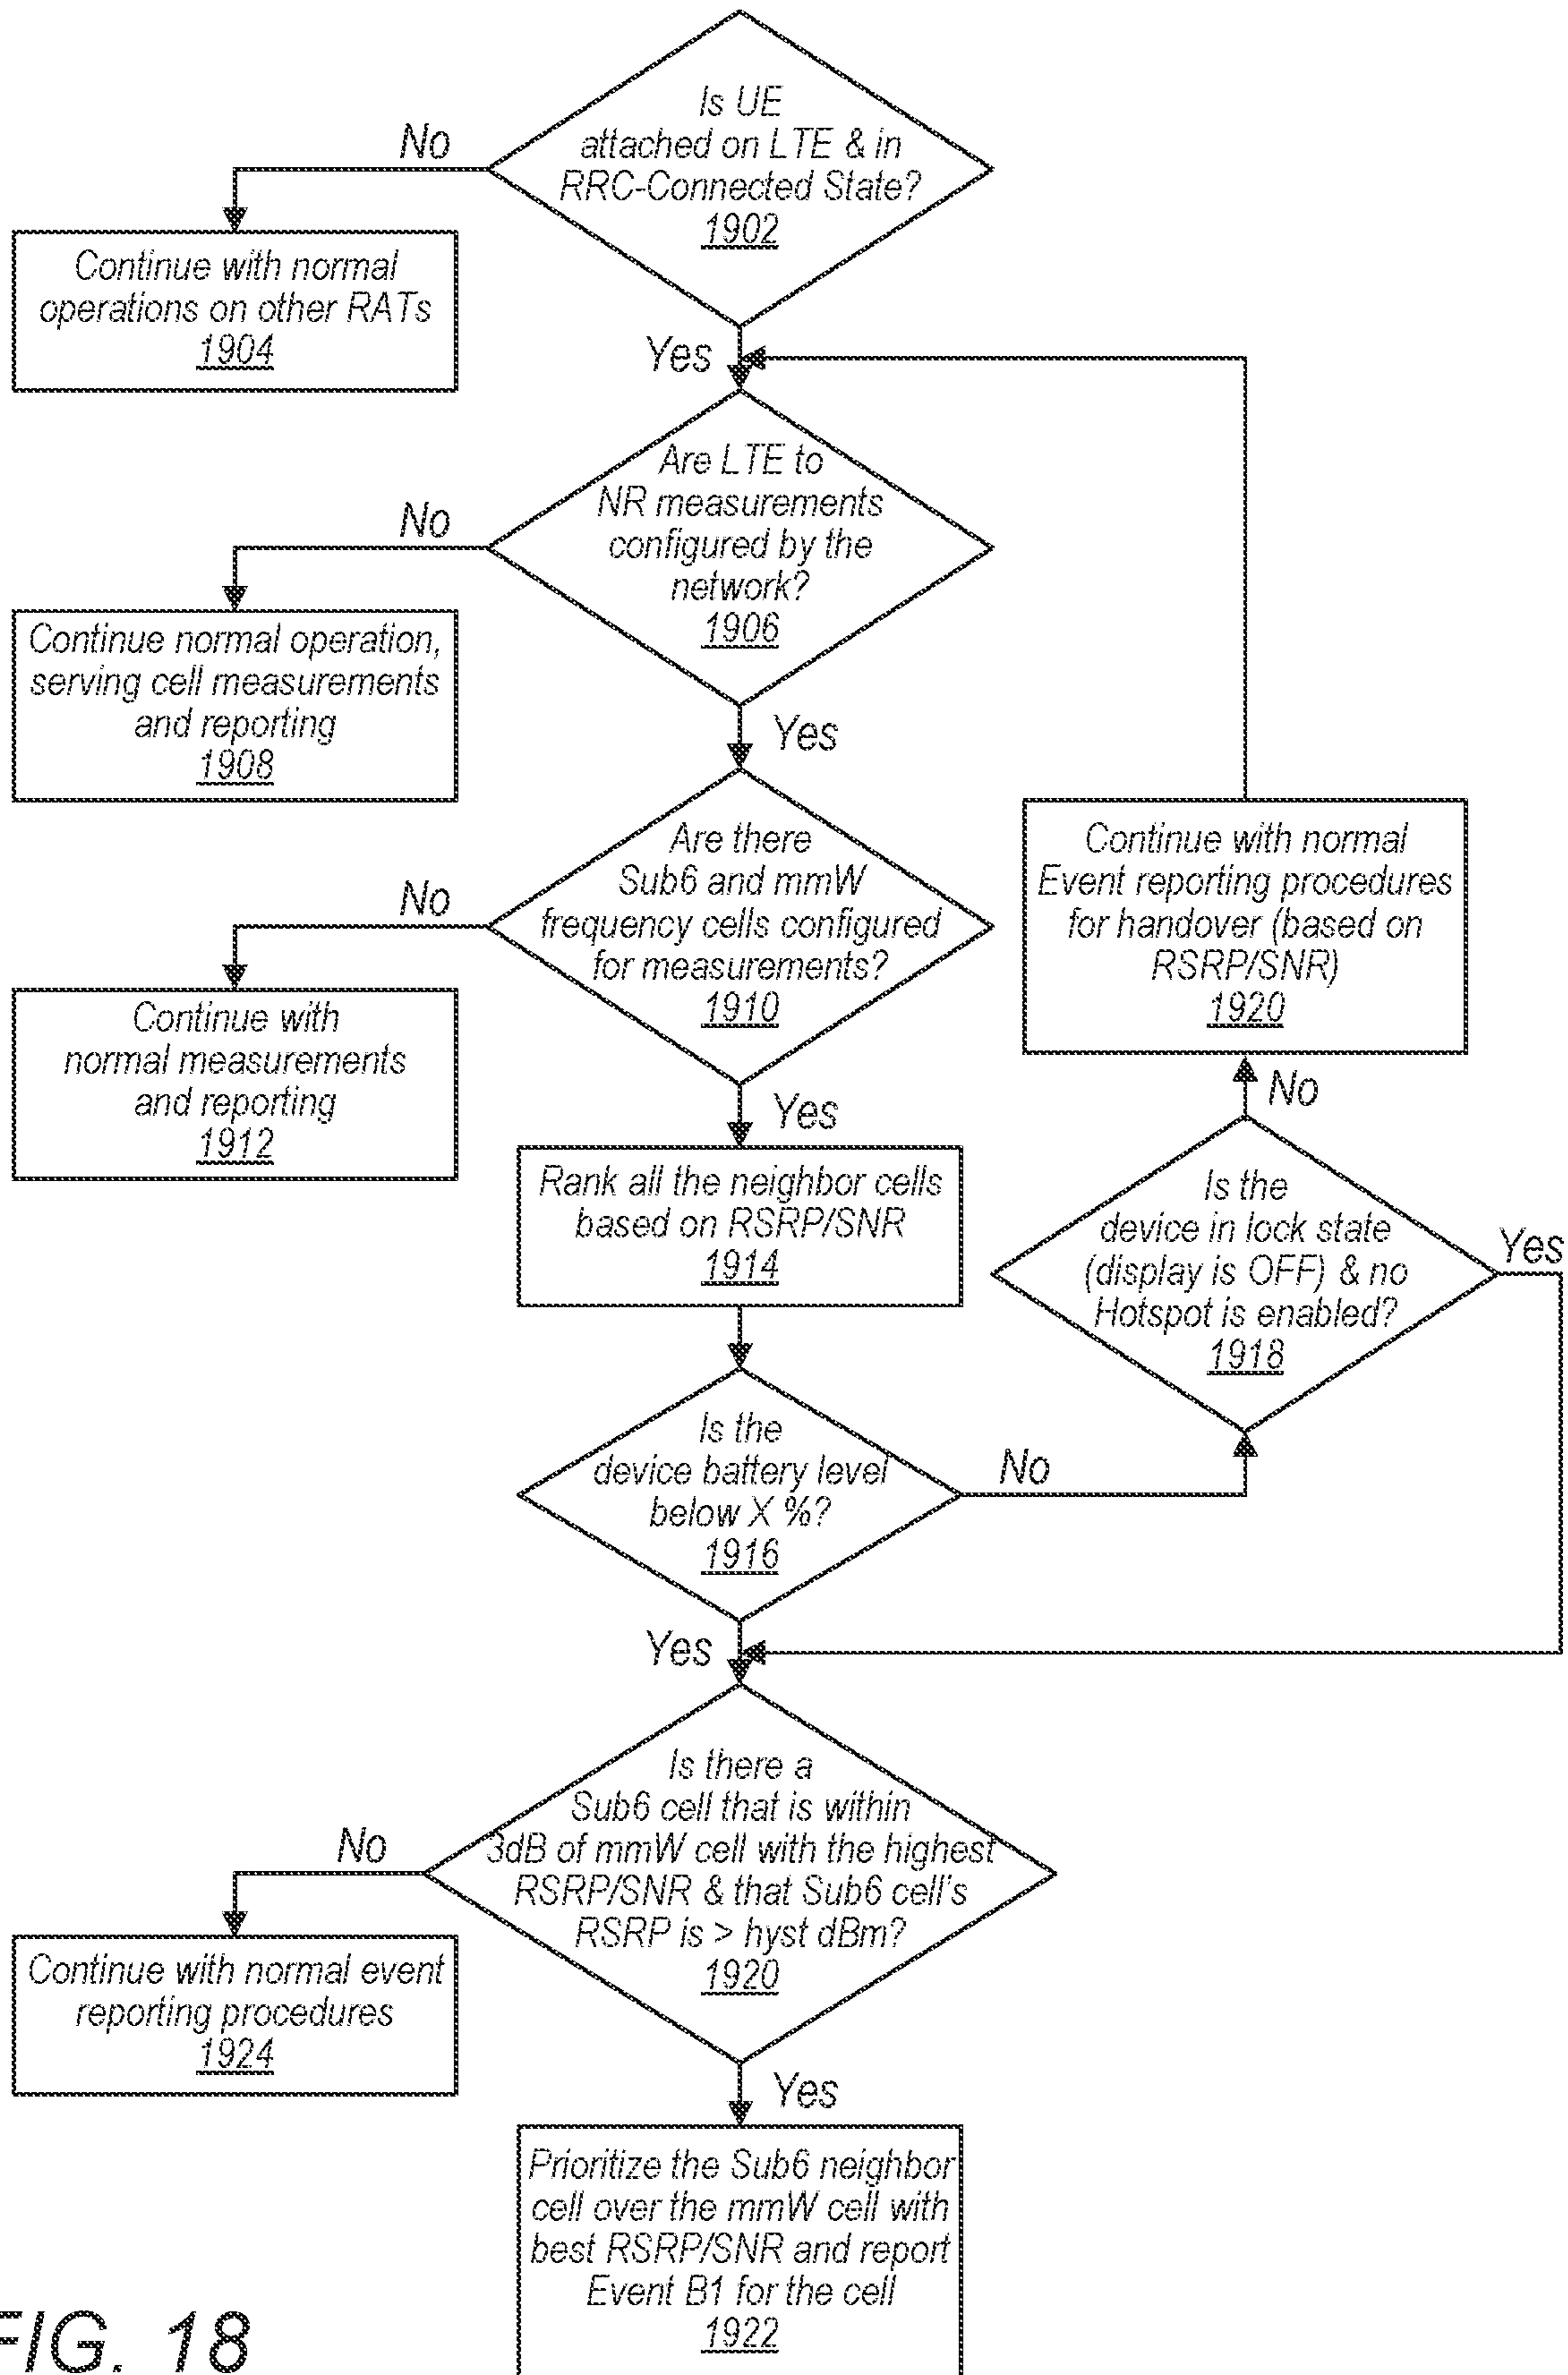 Is UE
attached on LTE & in
RRC-Connected State?
1902
No
Continue with normal
operations on other RATs
1904
Yes
Are LTE to
NR measurements
configured by the
network?
1906
No
Continue normal operation,
serving cell measurements
and reporting
1908
Yes
Are there
Sub6 and mmW
frequency cells configured
for measurements?
1910
No
Continue with
normal measurements
and reporting
1912
Yes
Rank all the neighbor cells
based on RSRP/SNR
1914
Is the
device battery level
below X %?
1916
No
Is the
device in lock state
(display is OFF) & no
Hotspot is enabled?
1918
No
Continue with normal
Event reporting procedures
for handover (based on
RSRP/SNR)
1920
Yes
Yes
Is there a
Sub6 cell that is within
3dB of mmW cell with the highest
RSRP/SNR & that Sub6 cell's
RSRP is > hyst dBm?
1920
No
Continue with normal event
reporting procedures
1924
Yes
Prioritize the Sub6 neighbor
cell over the mmW cell with
best RSRP/SNR and report
Event B1 for the cell
1922
FIG. 18